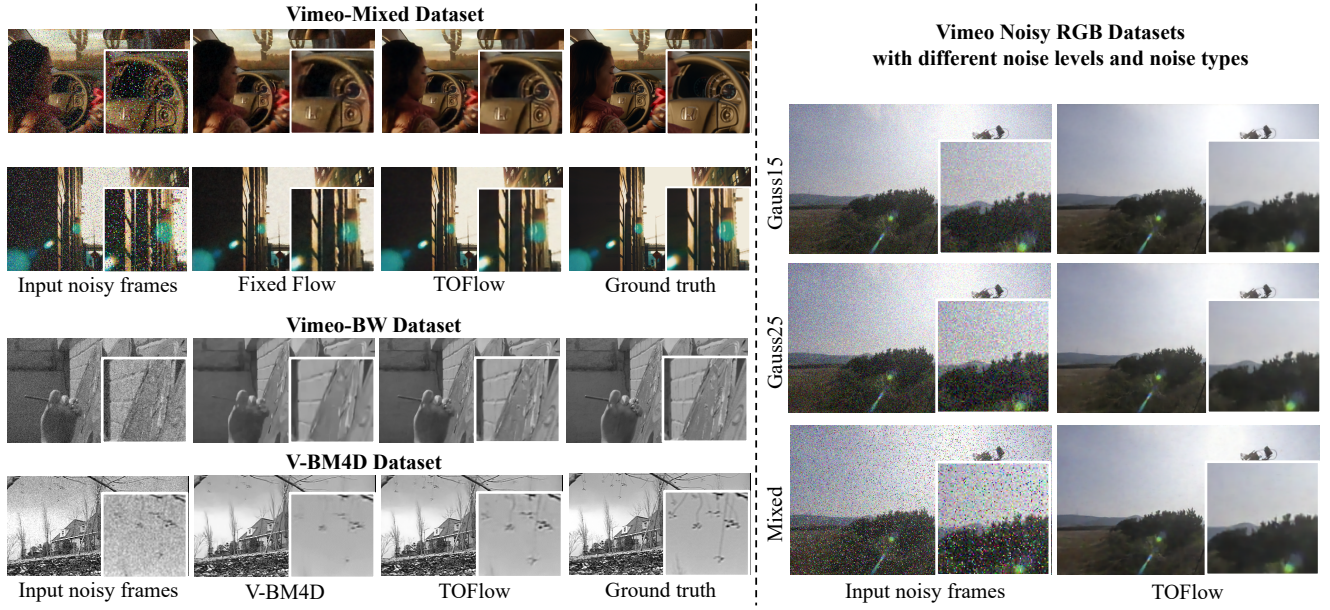 Vimeo-Mixed Dataset
Input noisy frames
Fixed Flow
TOFlow
Ground truth
Vimeo-BW Dataset
V-BM4D Dataset
Input noisy frames
V-BM4D
TOFlow
Ground truth
Vimeo Noisy RGB Datasets
with different noise levels and noise types
Gauss15
Gauss25
Mixed
Input noisy frames
TOFlow